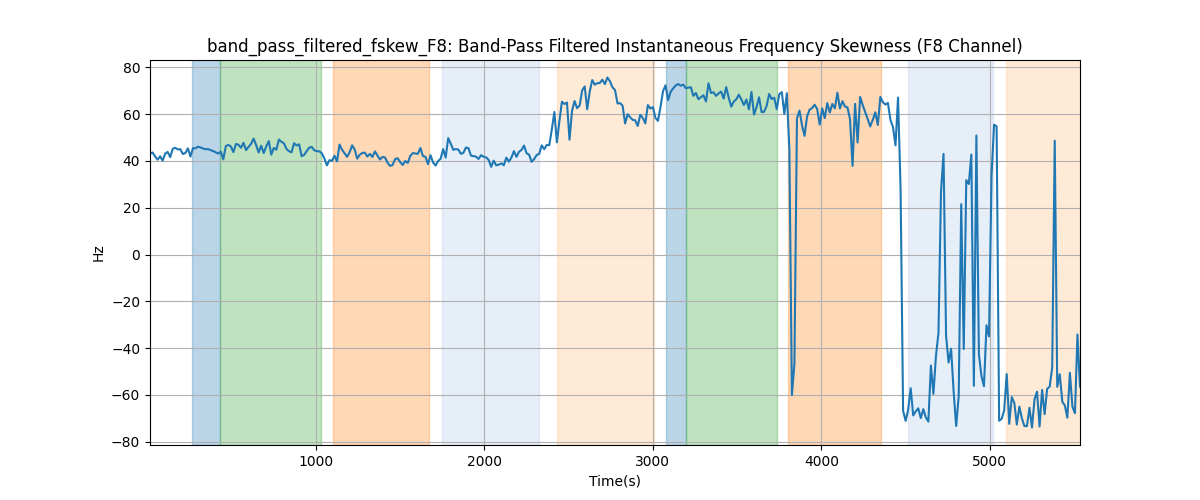 band_pass_filtered_fskew_F8: Band-Pass Filtered Instantaneous Frequency Skewness (F8 Channel)
80
60
40
20
0
−20
−40
−60
−80
Hz
1000 2000 3000 4000 5000
Time(s)